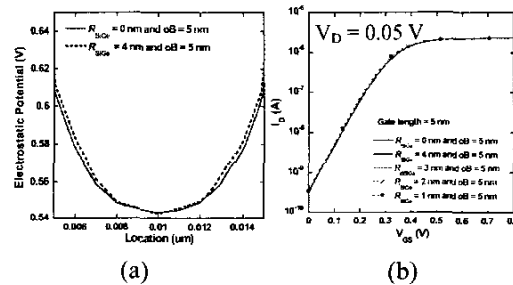 (a)
R_SiGe = 0 nm and oB = 5 nm
R_SiGe = 4 nm and oB = 5 nm
Electrostatic Potential (V)
0.64
0.62
0.6
0.58
0.56
0.54
0.006
0.01
0.014
Location (um)
(a)
(b)
V_D = 0.05 V
I_D (A)
Gate length = 5 nm
R_SiGe = 0 nm and oB = 5 nm
R_SiGe = 4 nm and oB = 5 nm
R_SiGe = 3 nm and oB = 5 nm
R_SiGe = 2 nm and oB = 5 nm
R_SiGe = 1 nm and oB = 5 nm
10⁻⁹
10⁻¹⁰
0
0.1
0.2
0.3
0.4
0.5
0.6
0.7
0.8
V_GS (V)
(b)